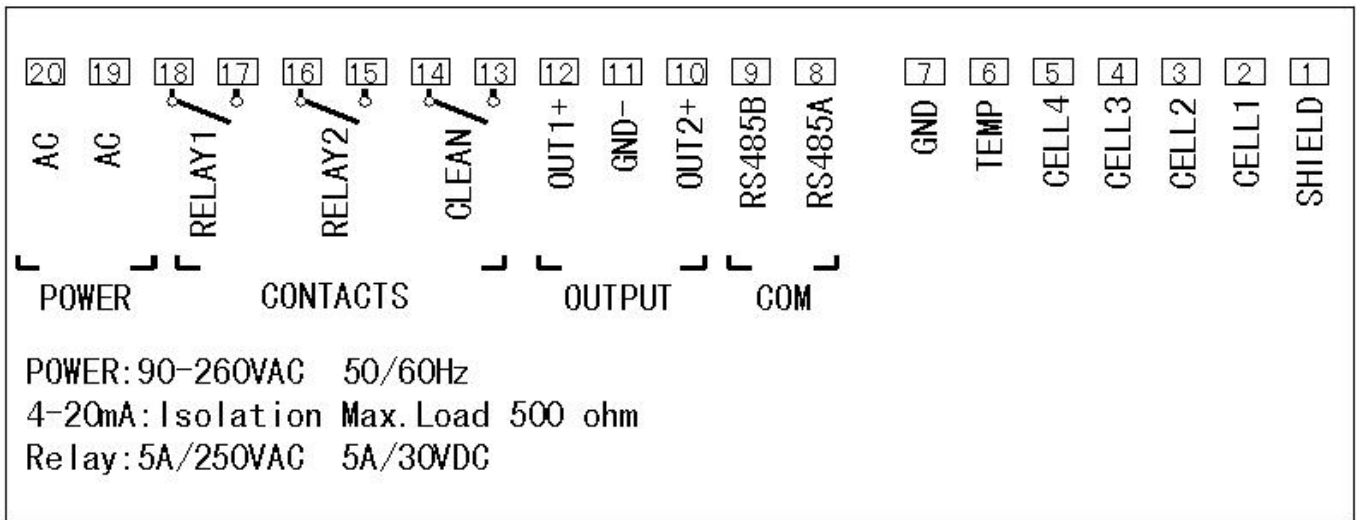 20 19 18 17 16 15 14 13 12 11 10 9 8 7 6 5 4 3 2 1
AC AC RELAY1 RELAY2 CLEAN OUT1+ GND- OUT2+ RS485B RS485A GND TEMP CELL4 CELL3 CELL2 CELL1 SHIELD
POWER CONTACTS OUTPUT COM
POWER:90-260VAC 50/60Hz
4-20mA:Isolation Max.Load 500 ohm
Relay:5A/250VAC 5A/30VDC